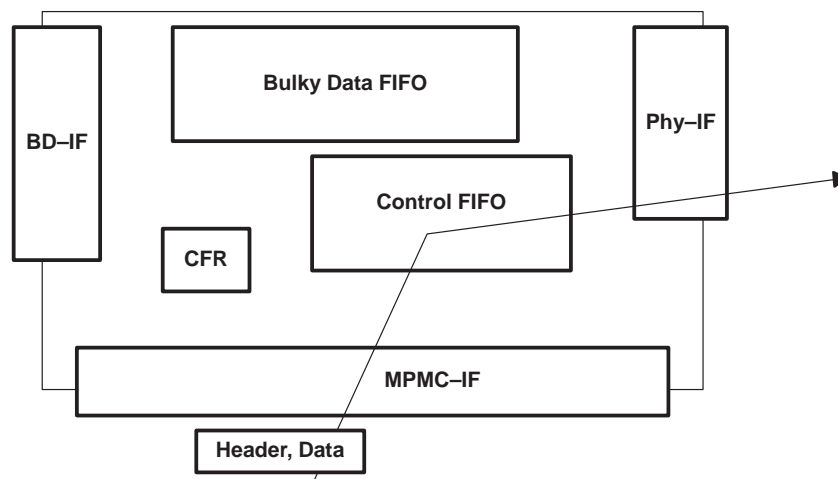 Bulky Data FIFO
BD–IF
Phy–IF
Control FIFO
CFR
MPMC–IF
Header, Data